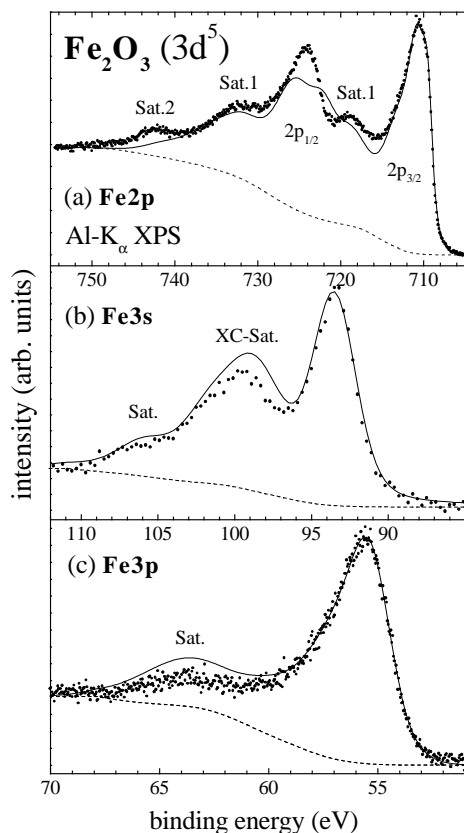 Fe₂O₃ (3d⁵)
Sat.2
Sat.1
2p₁/₂
Sat.1
2p₃/₂
(a) Fe2p
Al-Kα XPS
750 740 730 720 710
(b) Fe3s
XC-Sat.
Sat.
110 100 90
(c) Fe3p
Sat.
70 65 60 55
binding energy (eV)
intensity (arb. units)